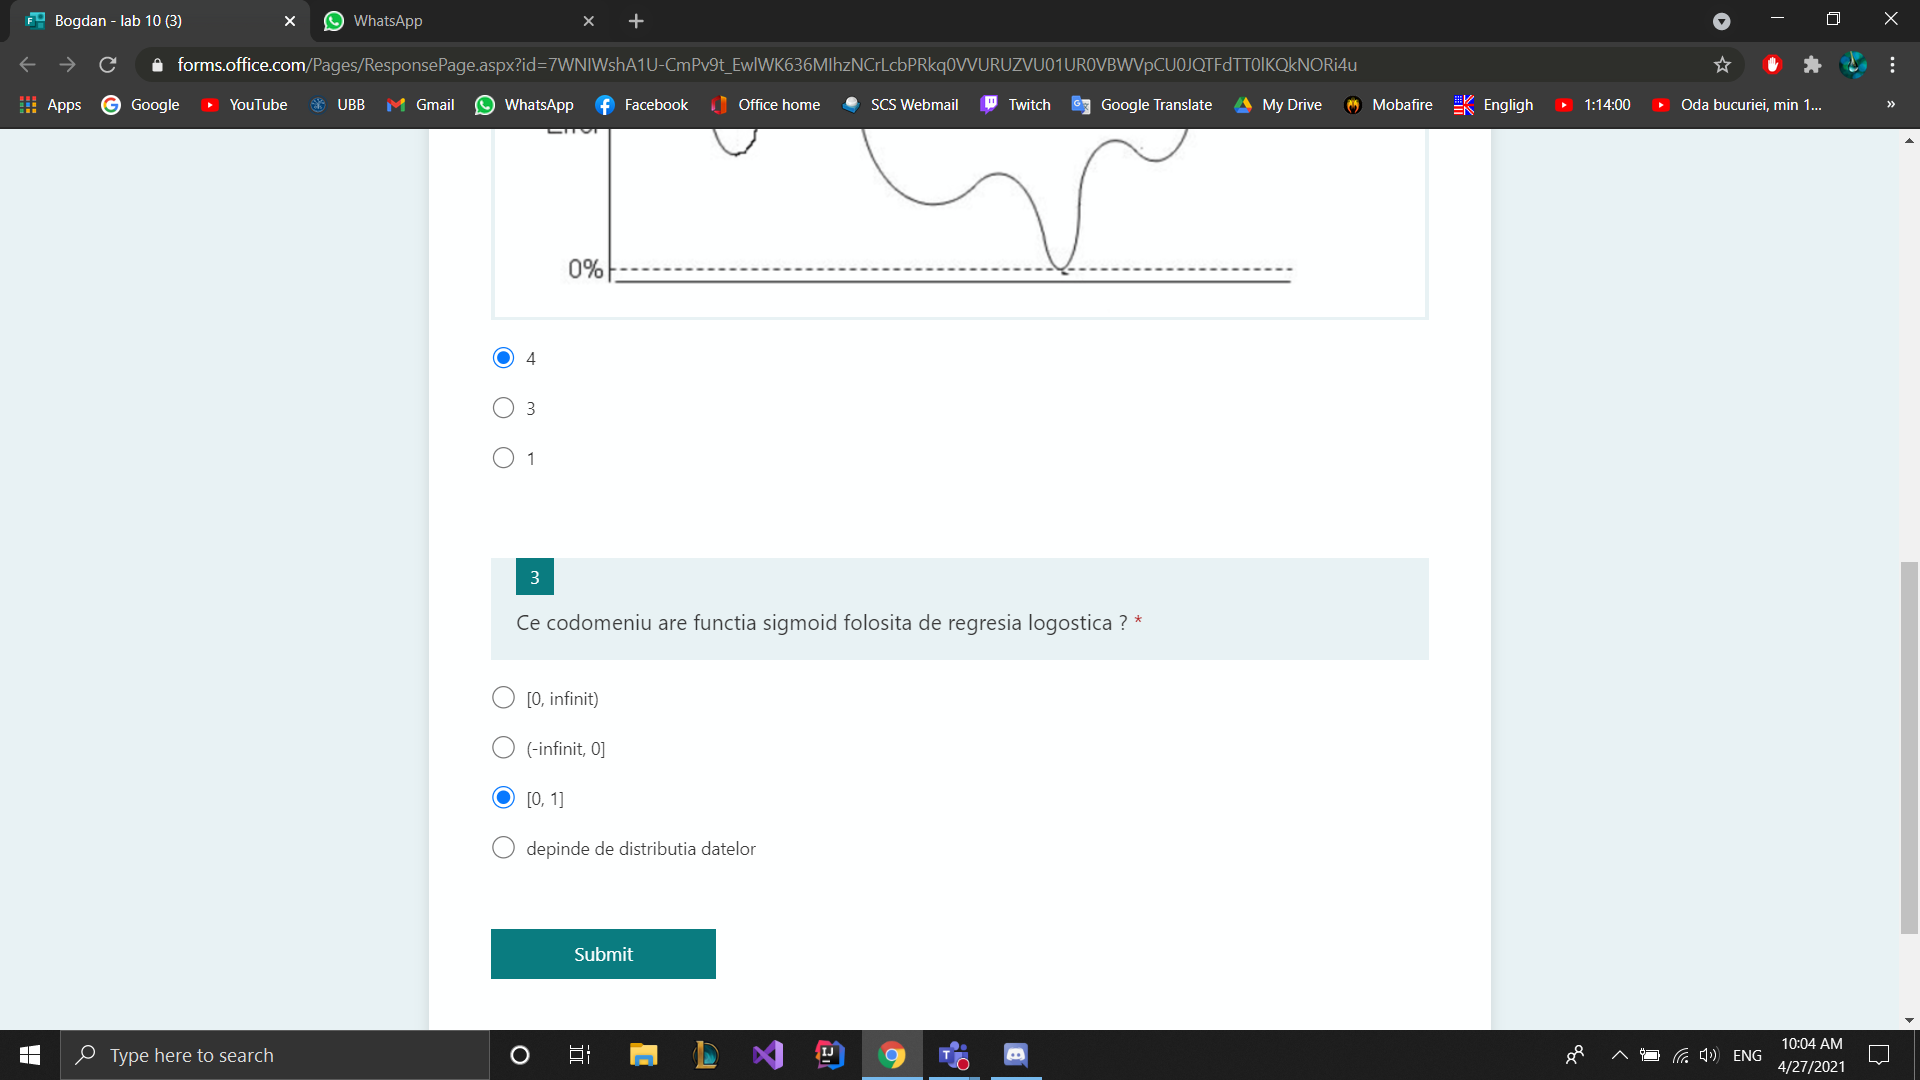 Bogdan - lab 10 (3)
WhatsApp
forms.office.com/Pages/ResponsePage.aspx?id=7WNIWshA1U-CmPv9t_EwlWK636MIhzNCrLcbPRkq0VVURUZVU01UR0VBWVpCU0JQTFdTT0lKQkNORi4u
Apps Google YouTube UBB Gmail WhatsApp Facebook Office home SCS Webmail Twitch Google Translate My Drive Mobafire Engligh 1:14:00 Oda bucuriei, min 1... »
Error
0%
4
3
1
3
Ce codomeniu are functia sigmoid folosita de regresia logostica ? *
[0, infinit)
(-infinit, 0]
[0, 1]
depinde de distributia datelor
Submit
Type here to search
ENG
10:04 AM
4/27/2021